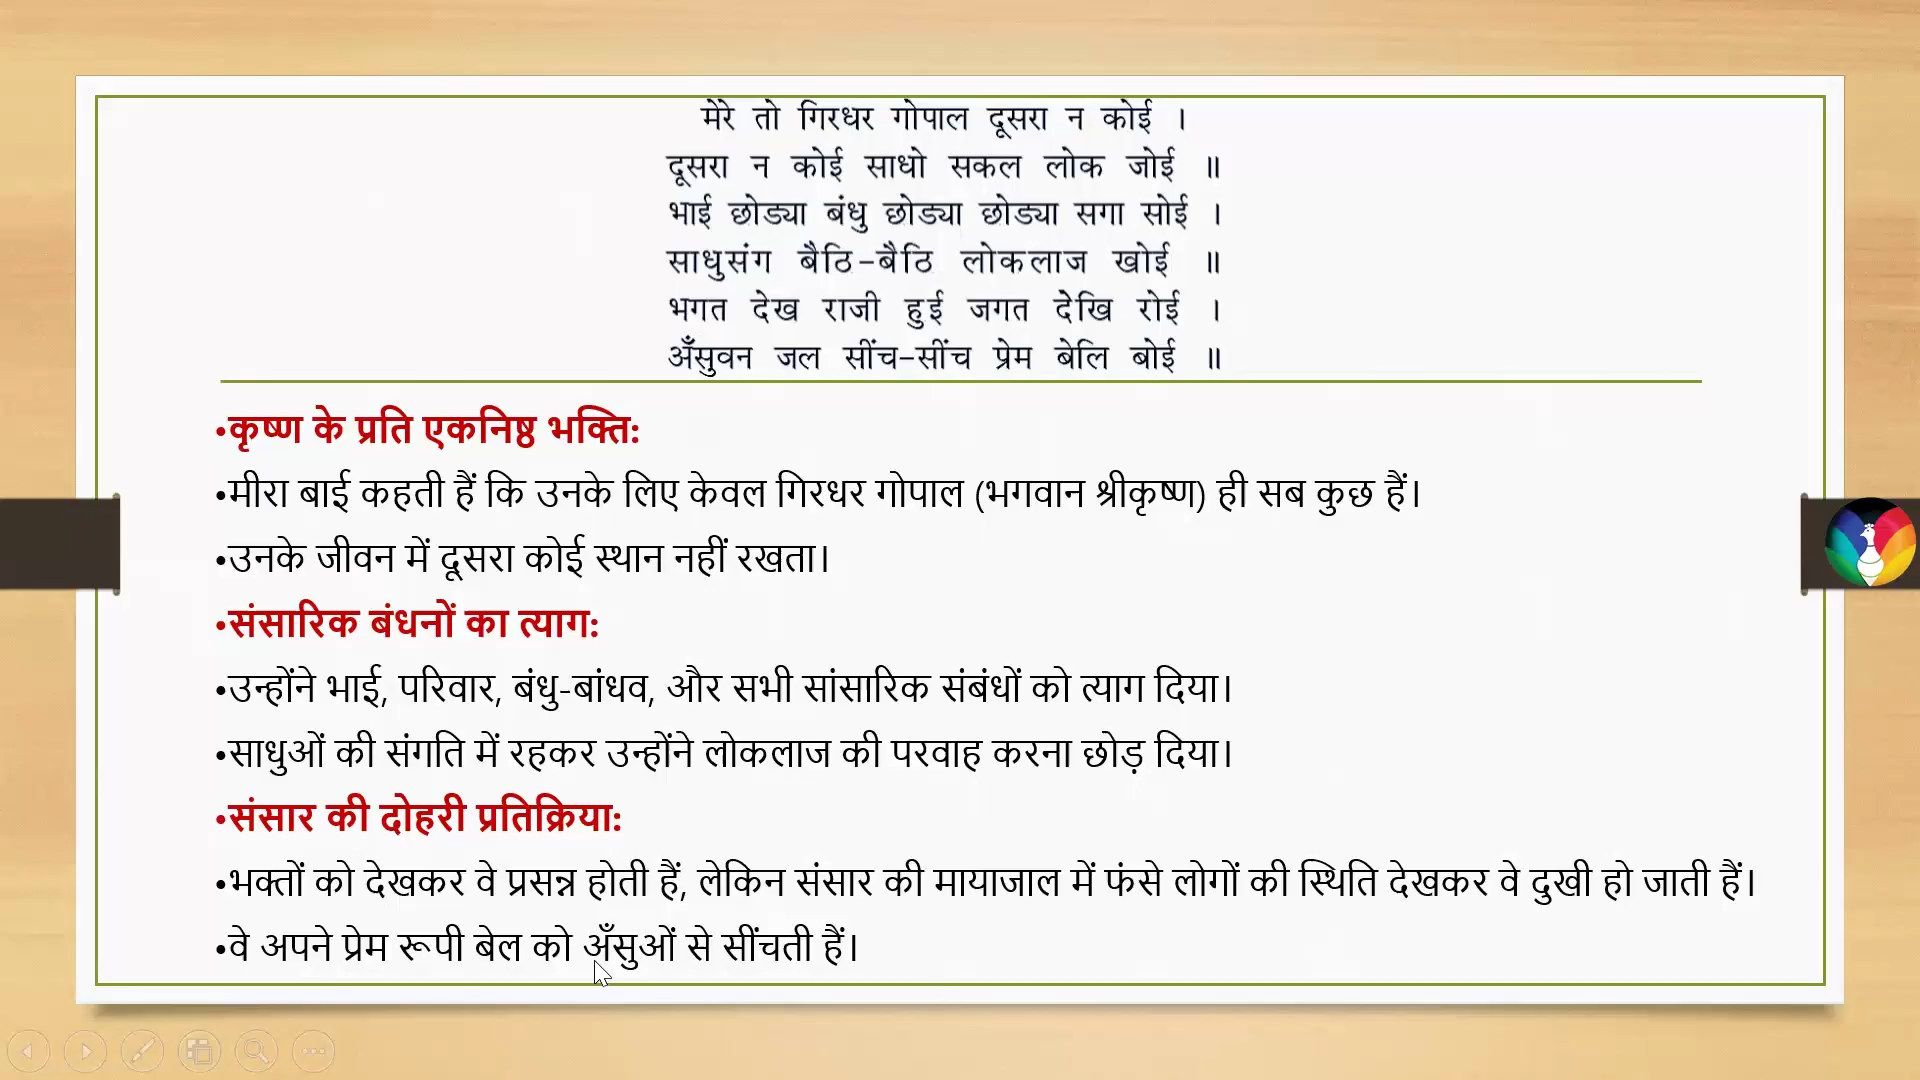 मेरे तो गिरधर गोपाल दूसरा न कोई ।
दूसरा न कोई साधो सकल लोक जोई ॥
भाई छोड्या बंधु छोड्या छोड्या सगा सोई ।
साधुसंग बैठि-बैठि लोकलाज खोई ॥
भगत देख राजी हुई जगत देखि रोई ।
अँसुवन जल सींच-सींच प्रेम बेलि बोई ॥
•कृष्ण के प्रति एकनिष्ठ भक्ति:
•मीरा बाई कहती हैं कि उनके लिए केवल गिरधर गोपाल (भगवान श्रीकृष्ण) ही सब कुछ हैं।
•उनके जीवन में दूसरा कोई स्थान नहीं रखता।
•संसारिक बंधनों का त्याग:
•उन्होंने भाई, परिवार, बंधु-बांधव, और सभी सांसारिक संबंधों को त्याग दिया।
•साधुओं की संगति में रहकर उन्होंने लोकलाज की परवाह करना छोड़ दिया।
•संसार की दोहरी प्रतिक्रिया:
•भक्तों को देखकर वे प्रसन्न होती हैं, लेकिन संसार की मायाजाल में फंसे लोगों की स्थिति देखकर वे दुखी हो जाती हैं।
•वे अपने प्रेम रूपी बेल को अँसुओं से सींचती हैं।